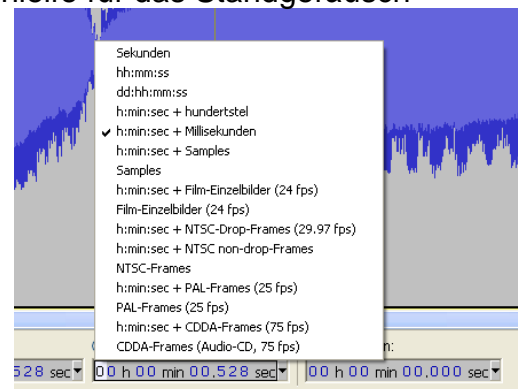 für das Standgeräusch
Sekunden
hh:mm:ss
dd:hh:mm:ss
h:min:sec + hundertstel
✓ h:min:sec + Millisekunden
h:min:sec + Samples
Samples
h:min:sec + Film-Einzelbilder (24 fps)
Film-Einzelbilder (24 fps)
h:min:sec + NTSC-Drop-Frames (29.97 fps)
h:min:sec + NTSC non-drop-Frames
NTSC-Frames
h:min:sec + PAL-Frames (25 fps)
PAL-Frames (25 fps)
h:min:sec + CDDA-Frames (75 fps)
CDDA-Frames (Audio-CD, 75 fps)
528 sec 00 h 00 min 00,528 sec 00 h 00 min 00,000 sec